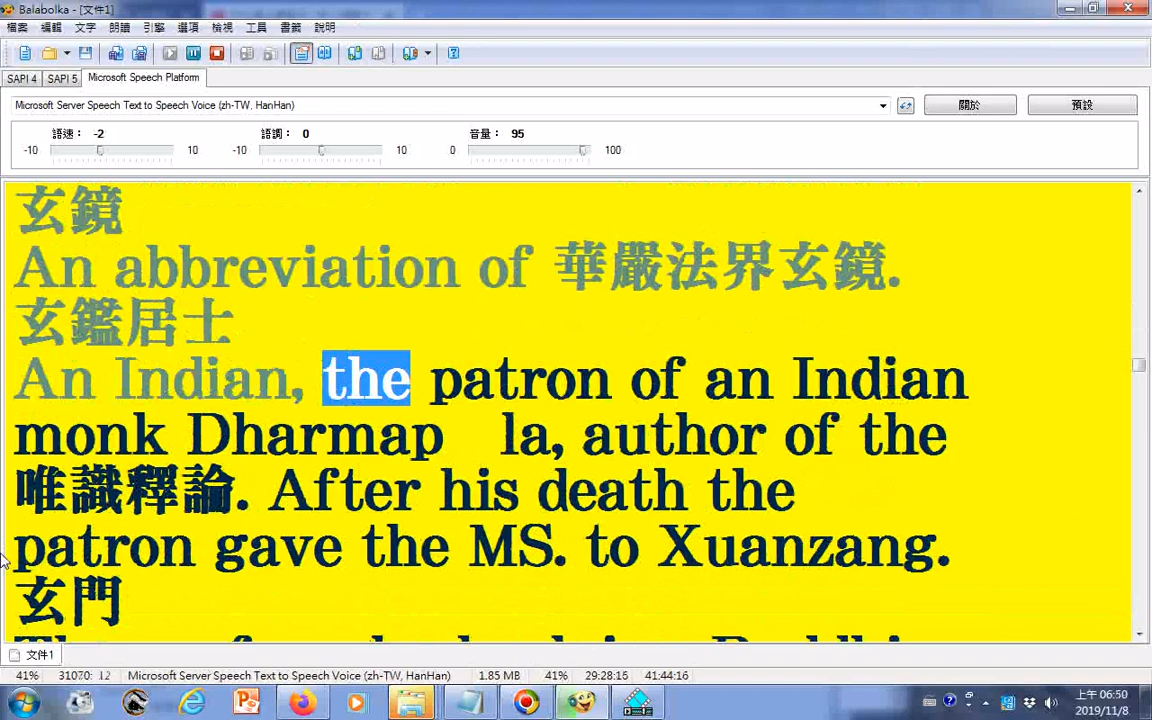 Balabolka - [文件1]
檔案 編輯 文字 朗讀 引擎 選項 檢視 工具 書籤 說明
SAPI 4 SAPI 5 Microsoft Speech Platform
Microsoft Server Speech Text to Speech Voice (zh-TW, HanHan) 關於 預設
語速： -2 語調： 0 音量： 95
-10 10 -10 10 0 100
玄鏡
An abbreviation of 華嚴法界玄鏡.
玄鑑居士
An Indian, the patron of an Indian
monk Dharmap la, author of the
唯識釋論. After his death the
patron gave the MS. to Xuanzang.
玄門
文件1
41% 31070: 12 Microsoft Server Speech Text to Speech Voice (zh-TW, HanHan) 1.85 MB 41% 29:28:15 41:44:16
上午 06:50
2019/11/8